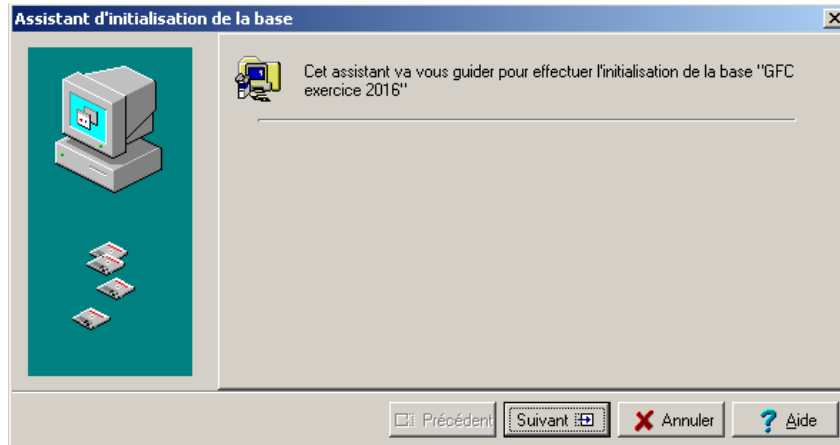 Assistant d'initialisation de la base
Cet assistant va vous guider pour effectuer l'initialisation de la base "GFC
exercice 2016"
Précédent Suivant Annuler ? Aide